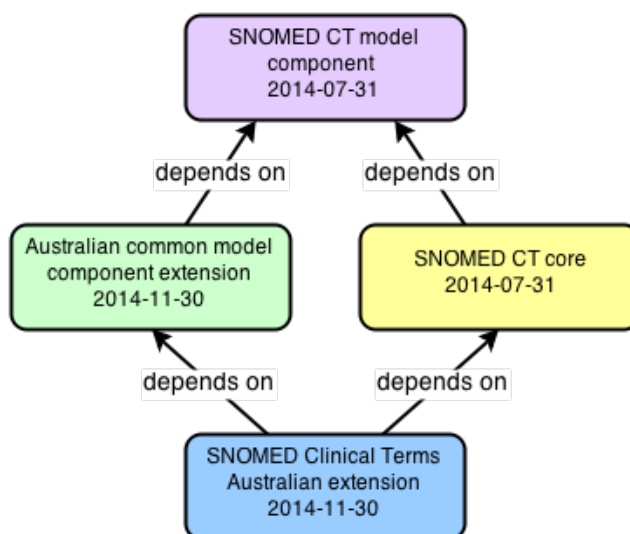 SNOMED CT model
component
2014-07-31
depends on
depends on
Australian common model
component extension
2014-11-30
SNOMED CT core
2014-07-31
depends on
depends on
SNOMED Clinical Terms
Australian extension
2014-11-30